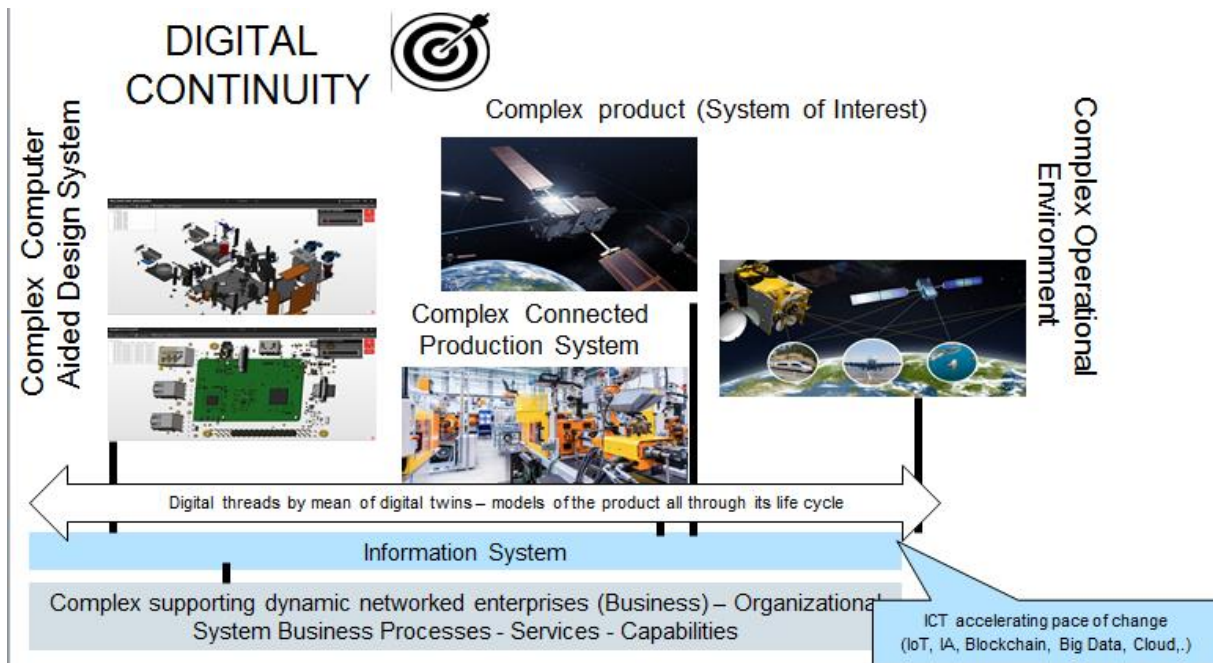 DIGITAL
CONTINUITY
Complex product (System of Interest)
Complex Computer
Aided Design System
Complex Operational
Environment
Complex Connected
Production System
Digital threads by mean of digital twins – models of the product all through its life cycle
Information System
Complex supporting dynamic networked enterprises (Business) – Organizational
System Business Processes - Services - Capabilities
ICT accelerating pace of change
(IoT, IA, Blockchain, Big Data, Cloud,.)